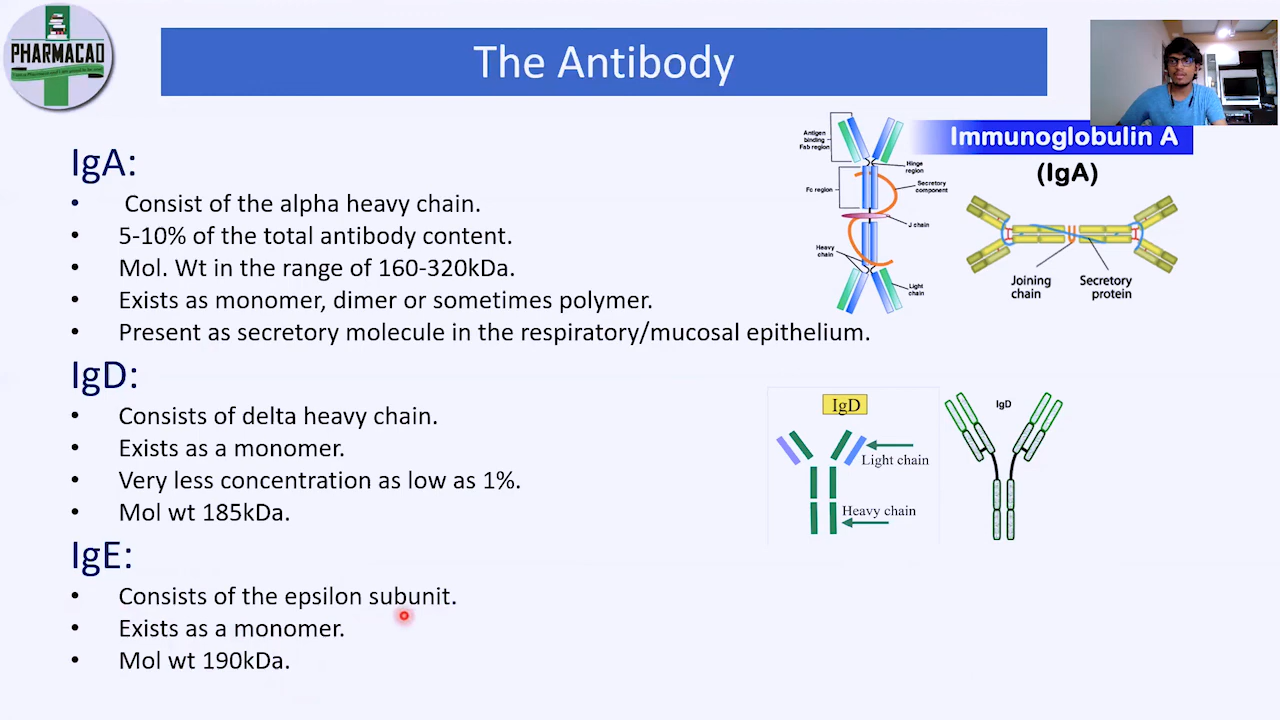 PHARMACAD
The Antibody
IgA:
• Consist of the alpha heavy chain.
• 5-10% of the total antibody content.
• Mol. Wt in the range of 160-320kDa.
• Exists as monomer, dimer or sometimes polymer.
• Present as secretory molecule in the respiratory/mucosal epithelium.
Antigen
binding
Fab region
Hinge
region
Fc region
Secretory
component
J chain
Heavy
chain
Light
chain
Immunoglobulin A
(IgA)
Joining
chain
Secretory
protein
IgD:
• Consists of delta heavy chain.
• Exists as a monomer.
• Very less concentration as low as 1%.
• Mol wt 185kDa.
IgD
Light chain
Heavy chain
IgD
IgE:
• Consists of the epsilon subunit.
• Exists as a monomer.
• Mol wt 190kDa.